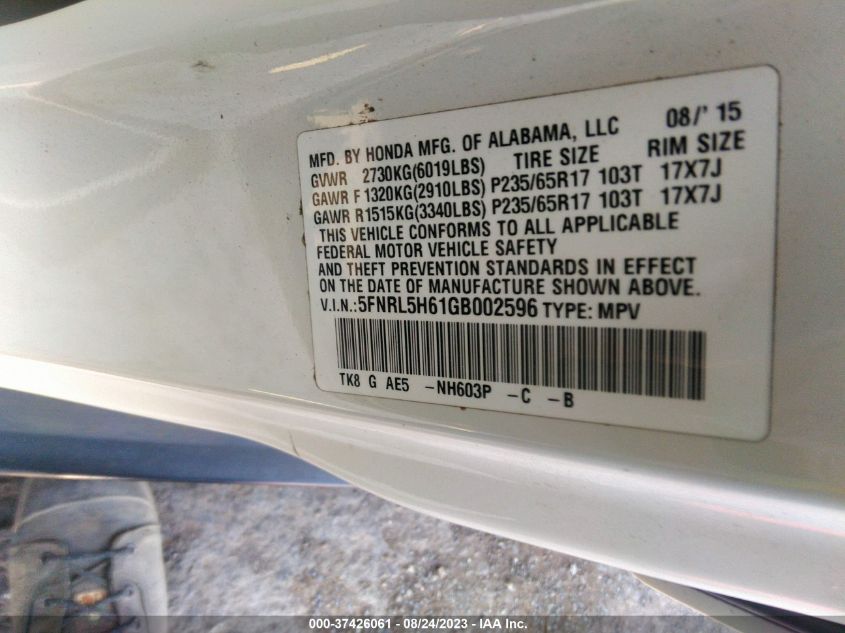 MFD. BY HONDA MFG. OF ALABAMA, LLC 08/' 15
GVWR 2730KG(6019LBS) TIRE SIZE RIM SIZE
GAWR F1320KG(2910LBS) P235/65R17 103T 17X7J
GAWR R1515KG(3340LBS) P235/65R17 103T 17X7J
THIS VEHICLE CONFORMS TO ALL APPLICABLE
FEDERAL MOTOR VEHICLE SAFETY
AND THEFT PREVENTION STANDARDS IN EFFECT
ON THE DATE OF MANUFACTURE SHOWN ABOVE.
V.I.N.:5FNRL5H61GB002596 TYPE: MPV
TK8 G AE5 -NH603P -C -B
000-37426061 - 08/24/2023 - IAA Inc.